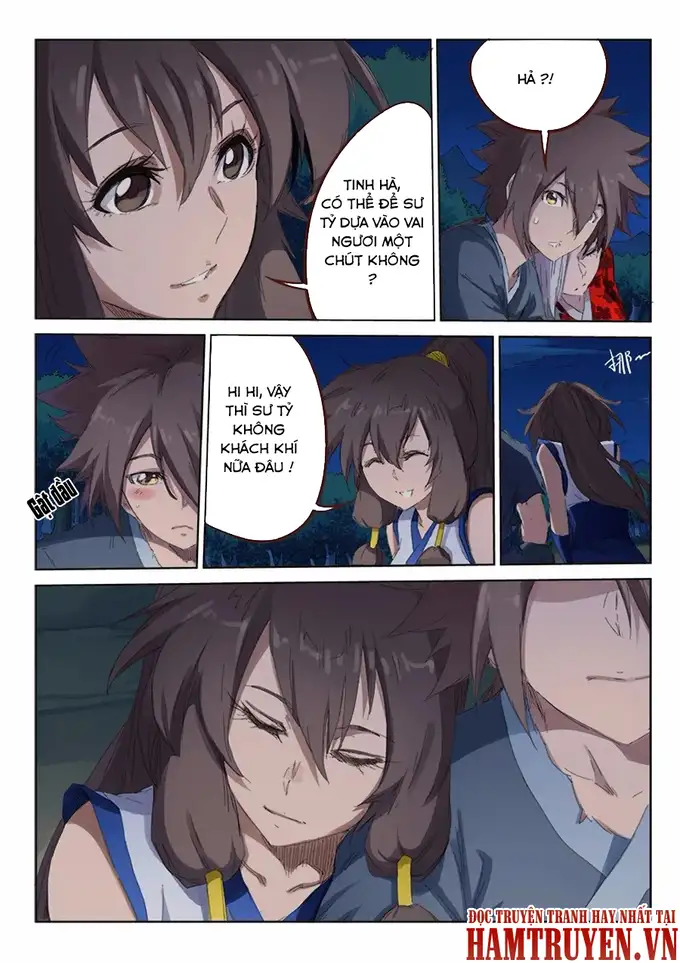 TINH HÀ,
CÓ THỂ ĐỂ SƯ
TỶ DỰA VÀO VAI
NGƯƠI MỘT
CHÚT KHÔNG
?
HẢ ?!
Gật đầu
HI HI, VẬY
THÌ SƯ TỶ
KHÔNG
KHÁCH KHÍ
NỮA ĐÂU !
挪~
ĐỌC TRUYỆN TRANH HAY NHẤT TẠI
HAMTRUYEN.VN